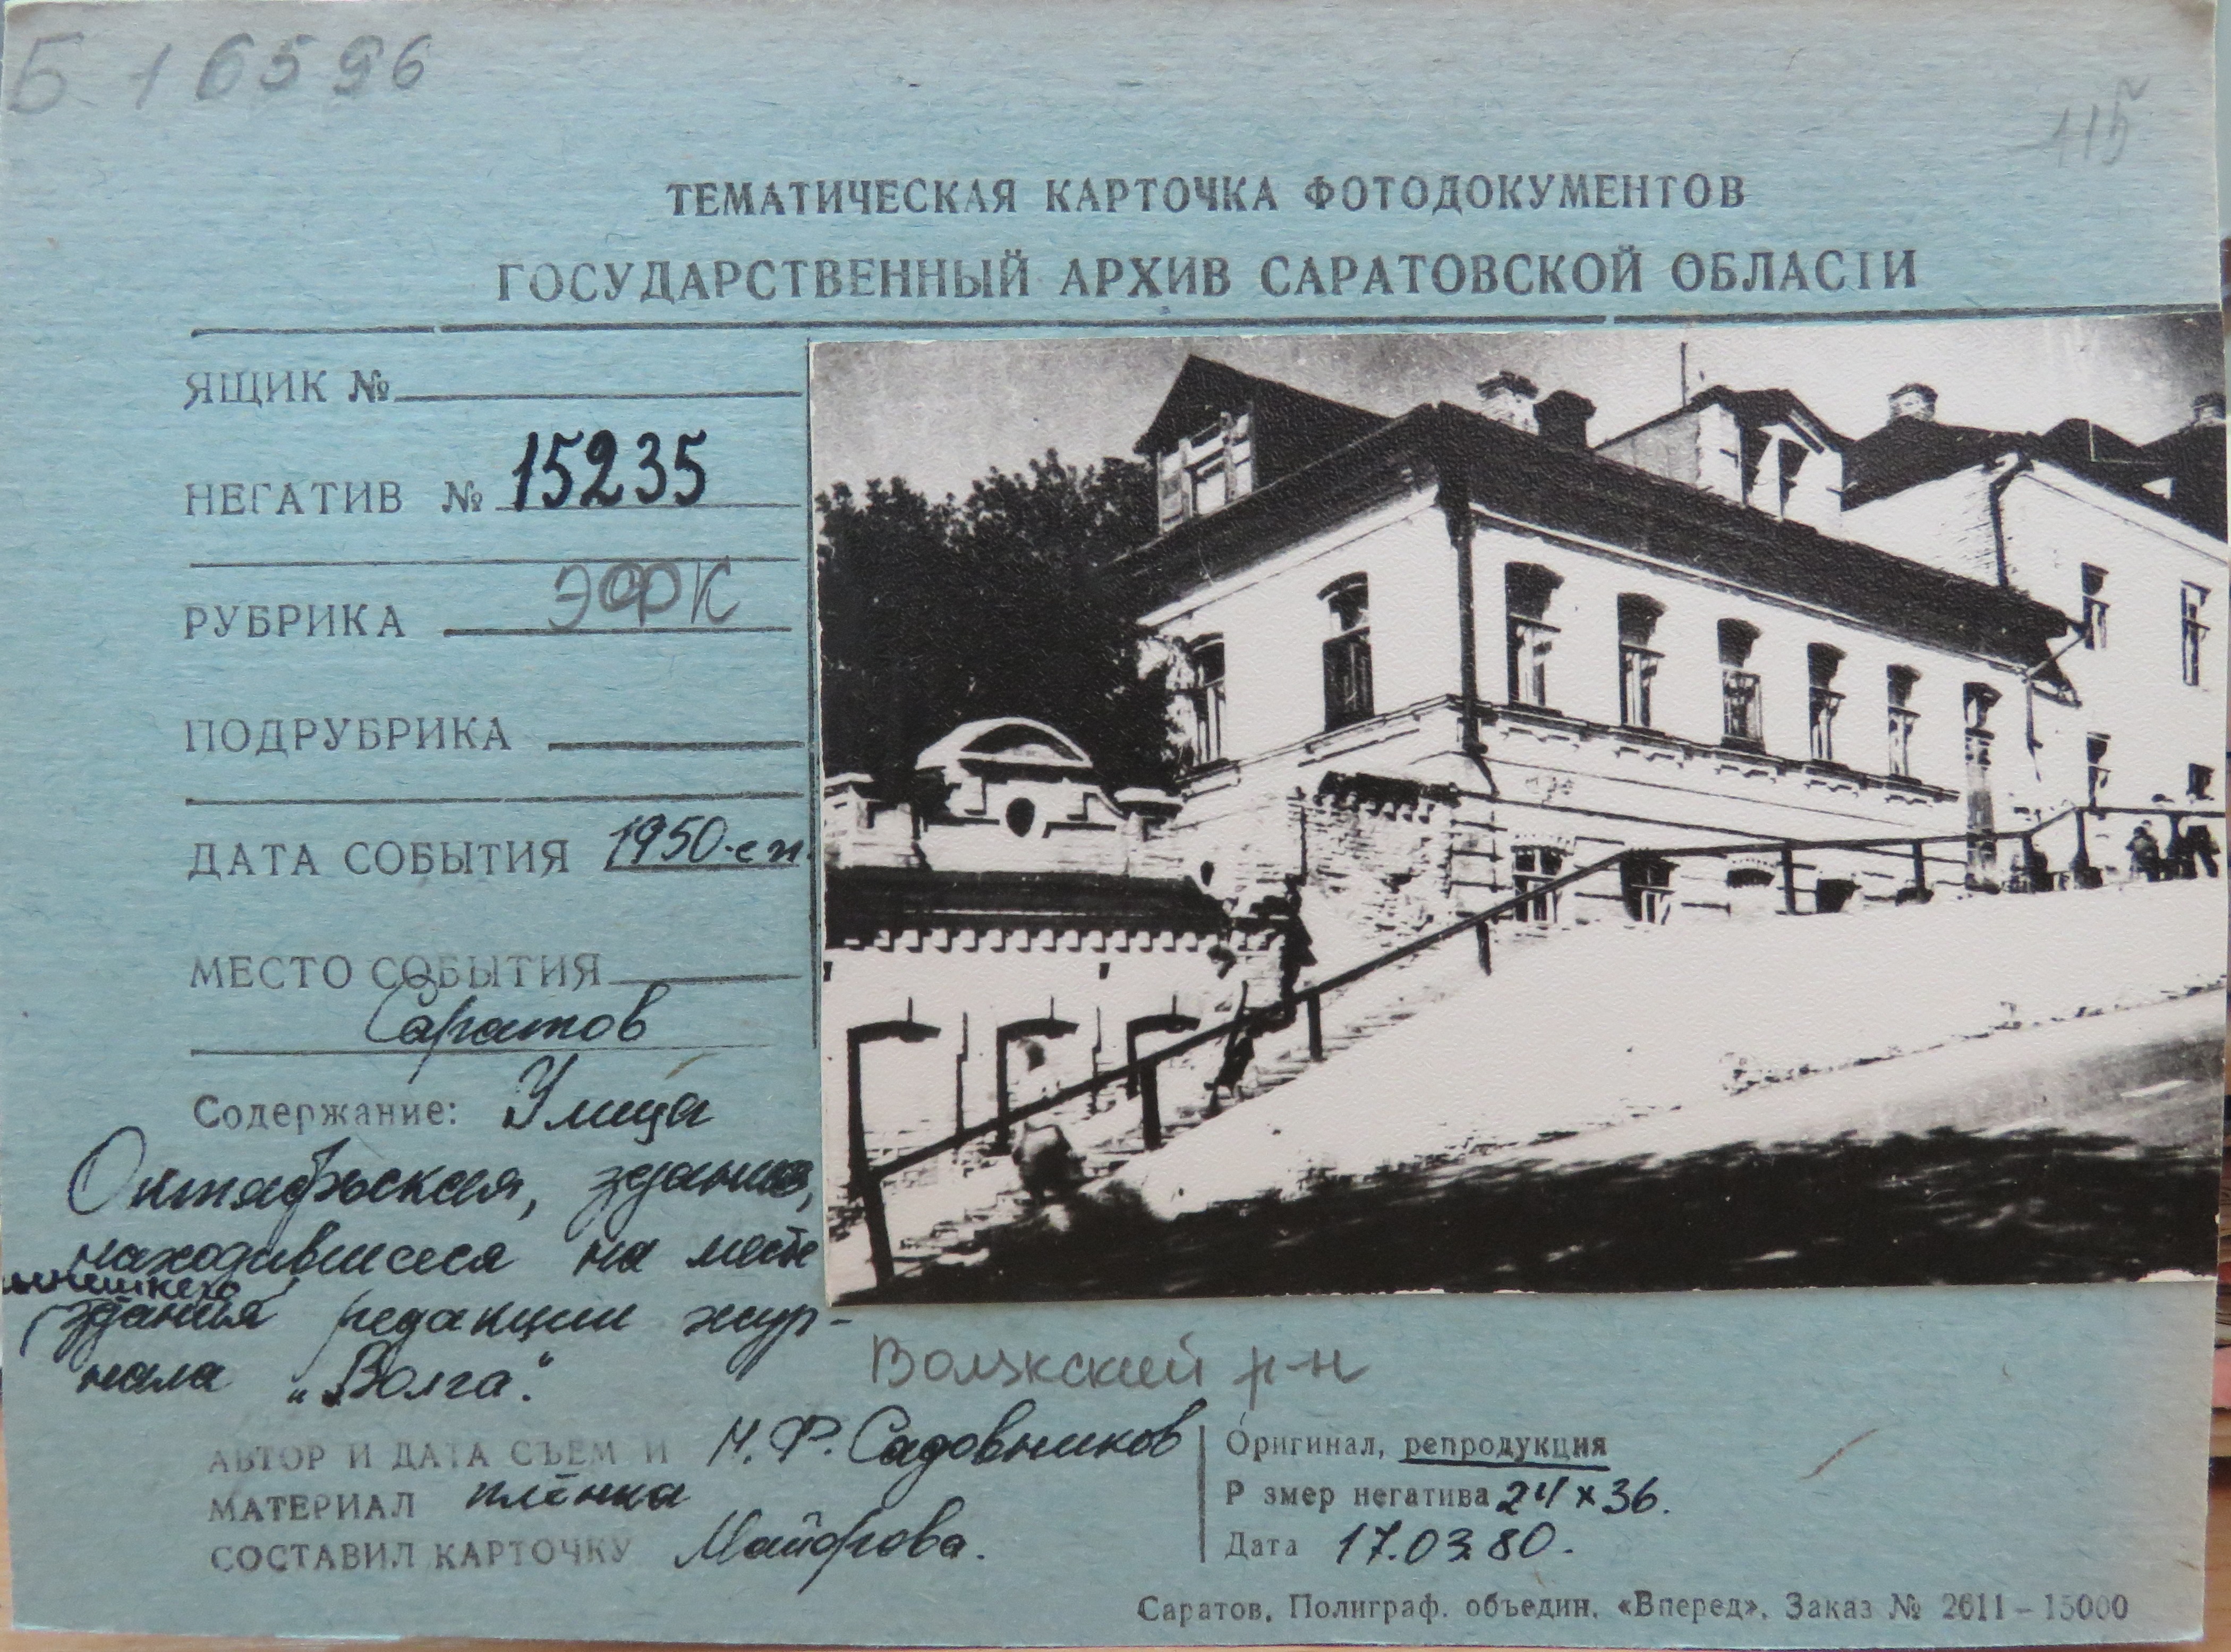 Б 16596
115
ТЕМАТИЧЕСКАЯ КАРТОЧКА ФОТОДОКУМЕНТОВ
ГОСУДАРСТВЕННЫЙ АРХИВ САРАТОВСКОЙ ОБЛАСТИ
ЯЩИК №
НЕГАТИВ № 15235
РУБРИКА ЭФК
ПОДРУБРИКА
ДАТА СОБЫТИЯ 1950-е гг.
МЕСТО СОБЫТИЯ
Саратов
Содержание: Улица
Октябрьская, здание,
находившееся на месте
нынешнего
здания редакции жур-
нала „Волга".
Волжский р-н
АВТОР И ДАТА СЪЕМ И Н.Ф. Садовников
МАТЕРИАЛ плёнка
СОСТАВИЛ КАРТОЧКУ Майорова.
Оригинал, репродукция
Р змер негатива 24 х 36.
Дата 17.03.80.
Саратов, Полиграф. объедин. «Вперед», Заказ № 2611–15000